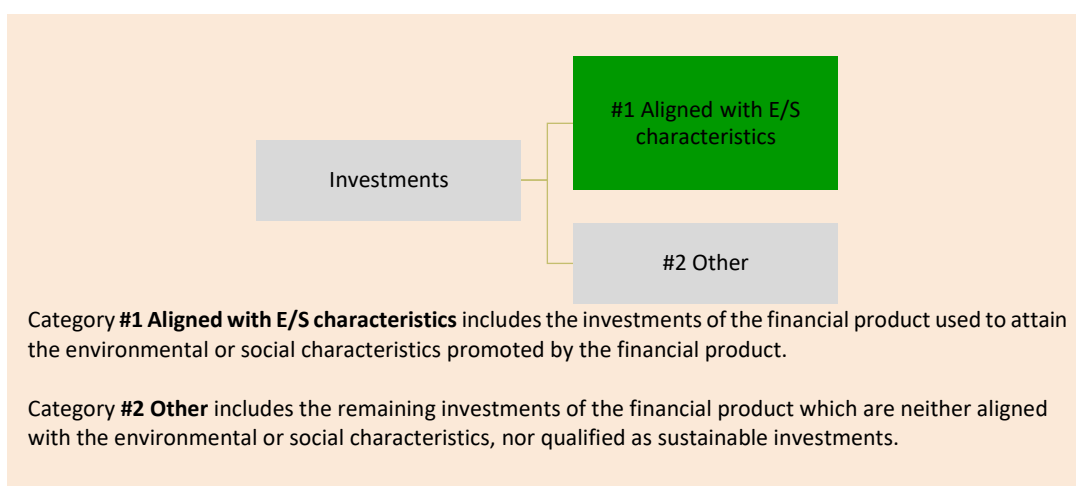 #1 Aligned with E/S
characteristics
Investments
#2 Other
Category #1 Aligned with E/S characteristics includes the investments of the financial product used to attain
the environmental or social characteristics promoted by the financial product.
Category #2 Other includes the remaining investments of the financial product which are neither aligned
with the environmental or social characteristics, nor qualified as sustainable investments.